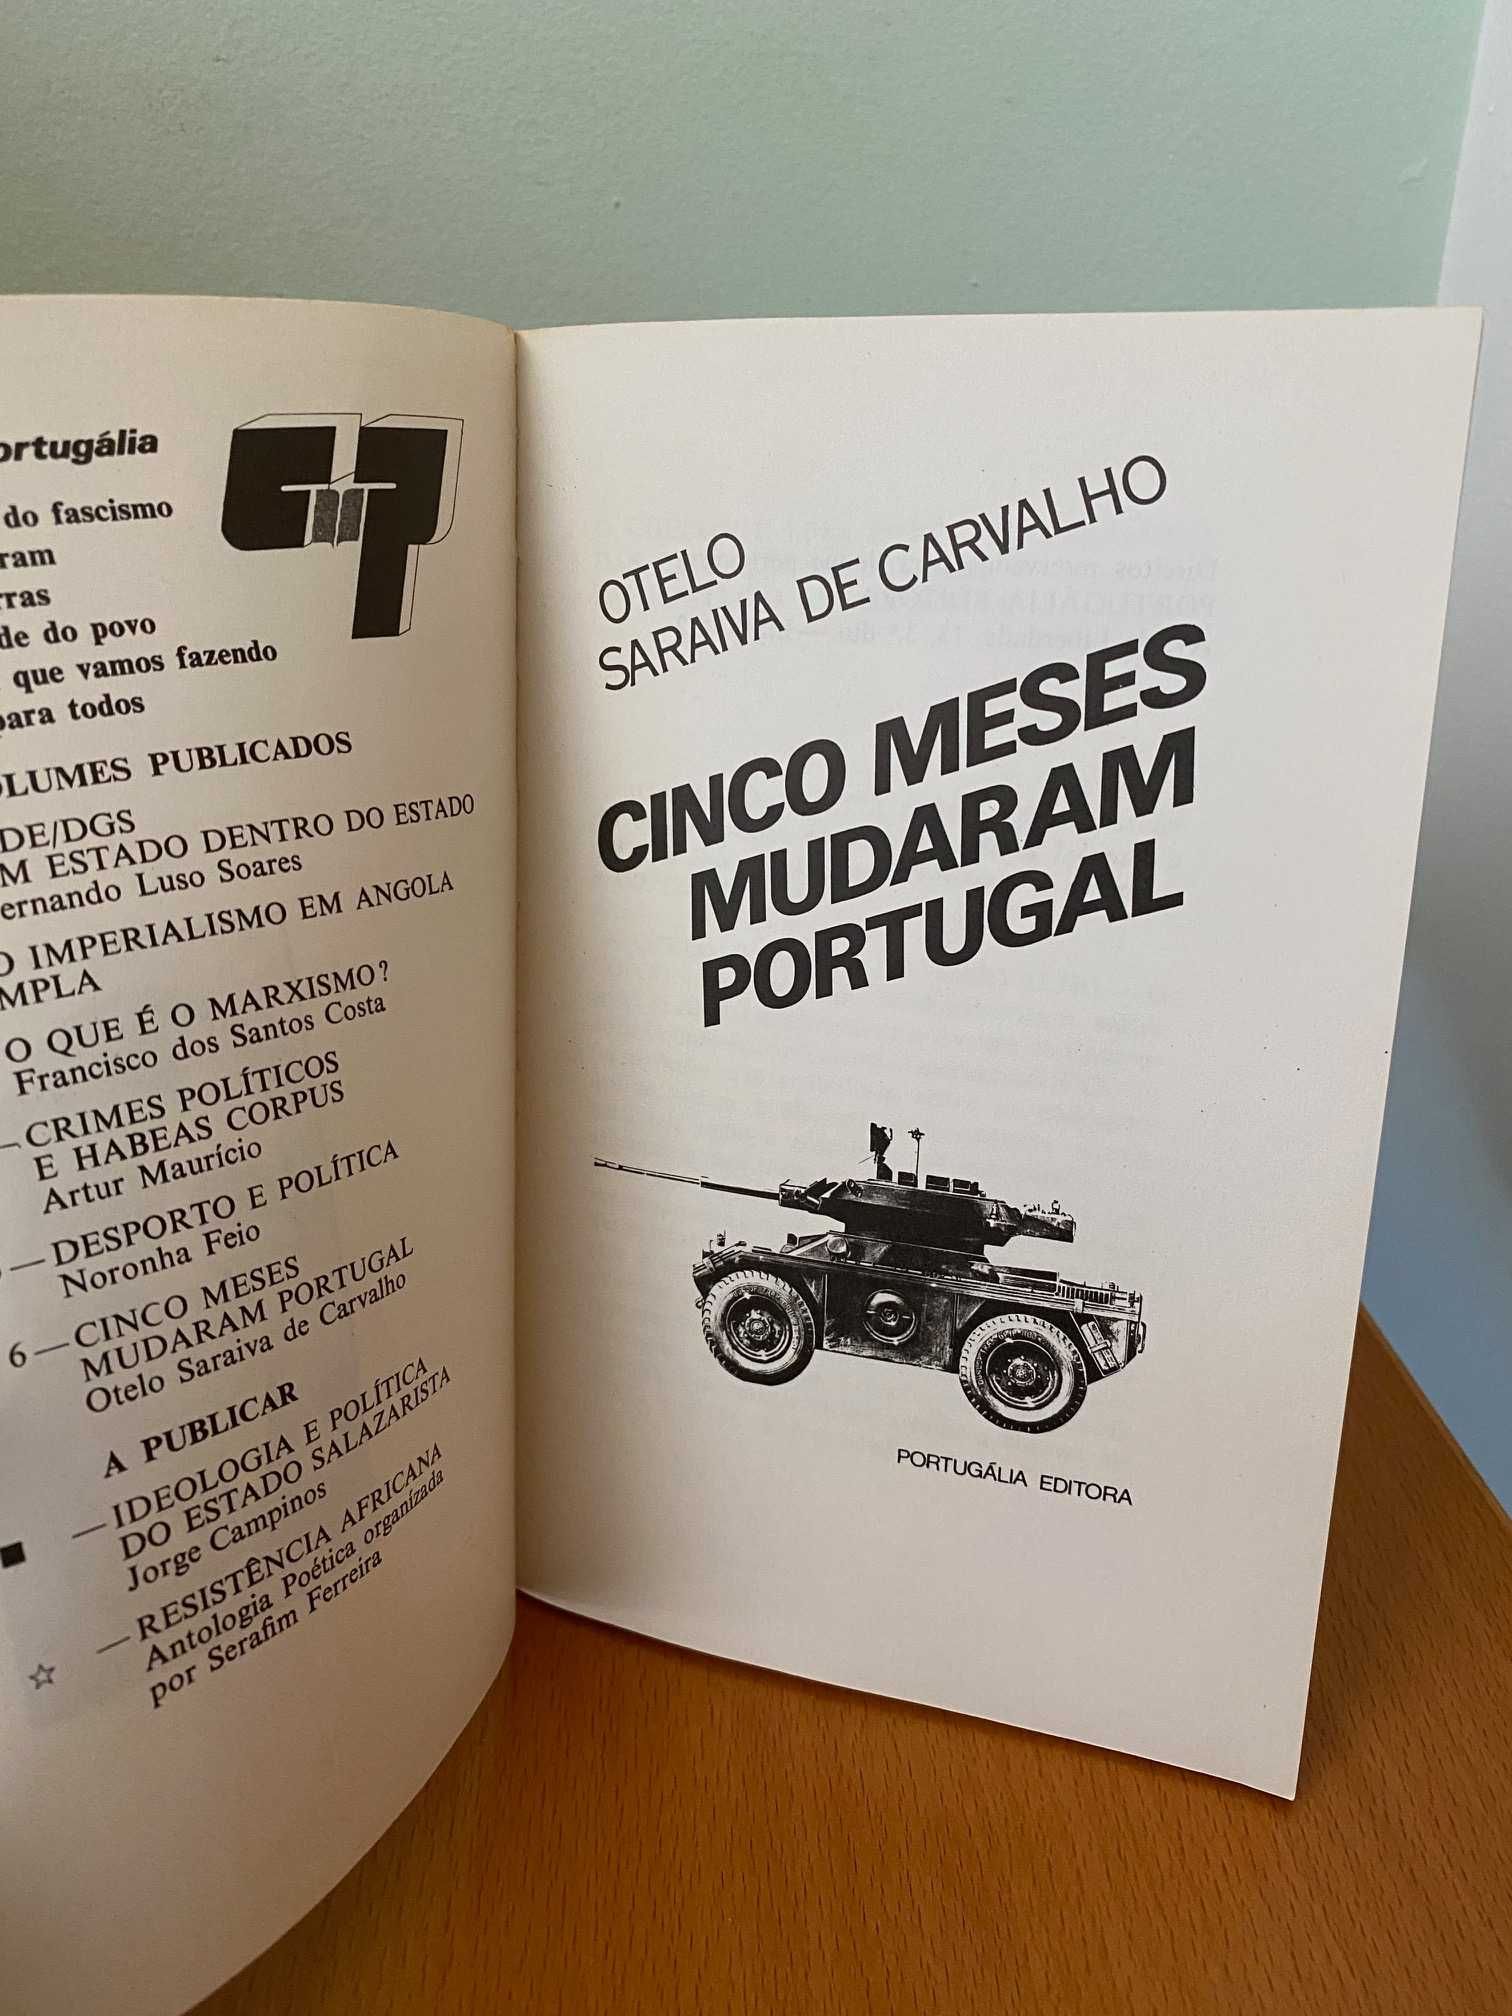 ortugália
do fascismo
ram
rras
de do povo
que vamos fazendo
para todos
OLUMES PUBLICADOS
DE/DGS
M ESTADO DENTRO DO ESTADO
ernando Luso Soares
O IMPERIALISMO EM ANGOLA
MPLA
O QUE É O MARXISMO?
Francisco dos Santos Costa
— CRIMES POLÍTICOS
E HABEAS CORPUS
Artur Maurício
— DESPORTO E POLÍTICA
Noronha Feio
6 — CINCO MESES
MUDARAM PORTUGAL
Otelo Saraiva de Carvalho
A PUBLICAR
— IDEOLOGIA E POLÍTICA
DO ESTADO SALAZARISTA
Jorge Campinos
— RESISTÊNCIA AFRICANA
Antologia Poética organizada
por Serafim Ferreira
OTELO
SARAIVA DE CARVALHO
CINCO MESES
MUDARAM
PORTUGAL
PORTUGÁLIA EDITORA